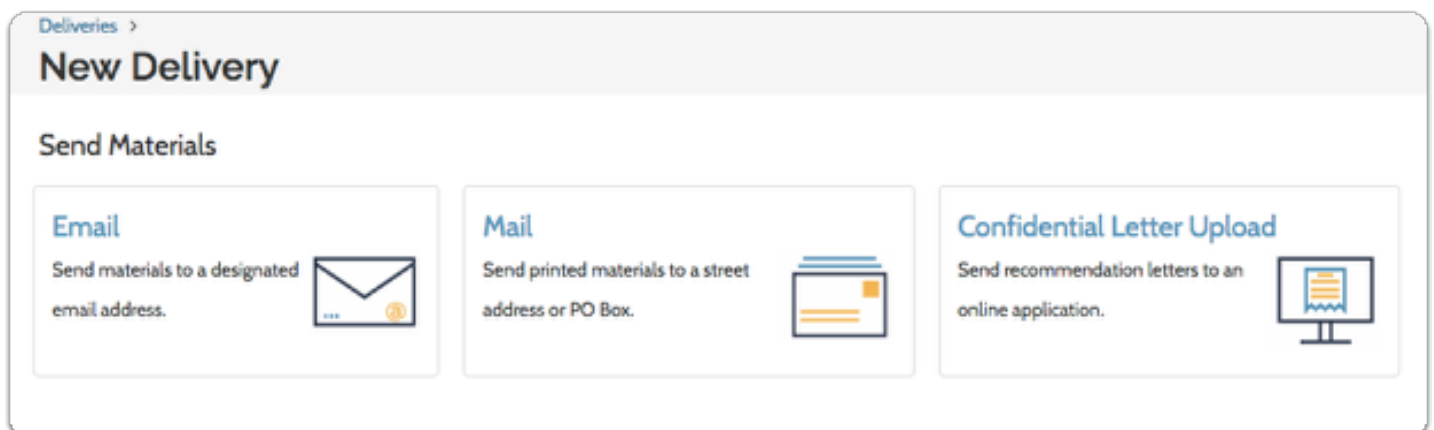 Deliveries >
New Delivery
Send Materials
Email
Send materials to a designated
email address.
@
Mail
Send printed materials to a street
address or PO Box.
Confidential Letter Upload
Send recommendation letters to an
online application.